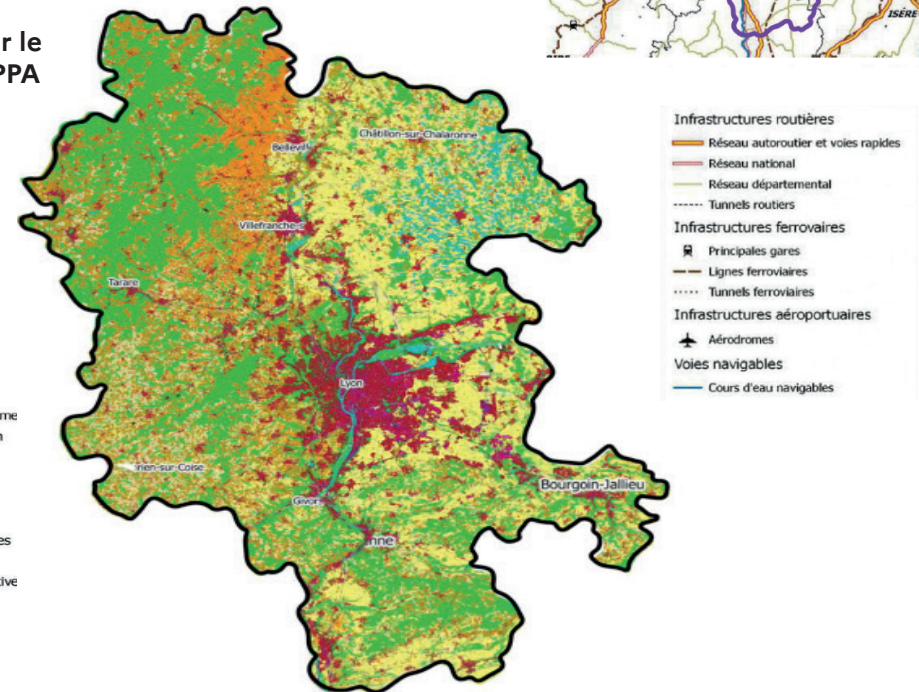 r le
PPA
ISÈRE
Infrastructures routières
Réseau autoroutier et voies rapides
Réseau national
Réseau départemental
Tunnels routiers
Infrastructures ferrovaires
Principales gares
Lignes ferroviaires
Tunnels ferroviaires
Infrastructures aéroportuaires
Aérodromes
Voies navigables
Cours d'eau navigables
Châtillon-sur-Chalaronne
Bellevill
Villefranche-s
Tarare
Lyon
rien-sur-Coise
Givor
Bourgoin-Jallieu
nne
me
n
es
tive